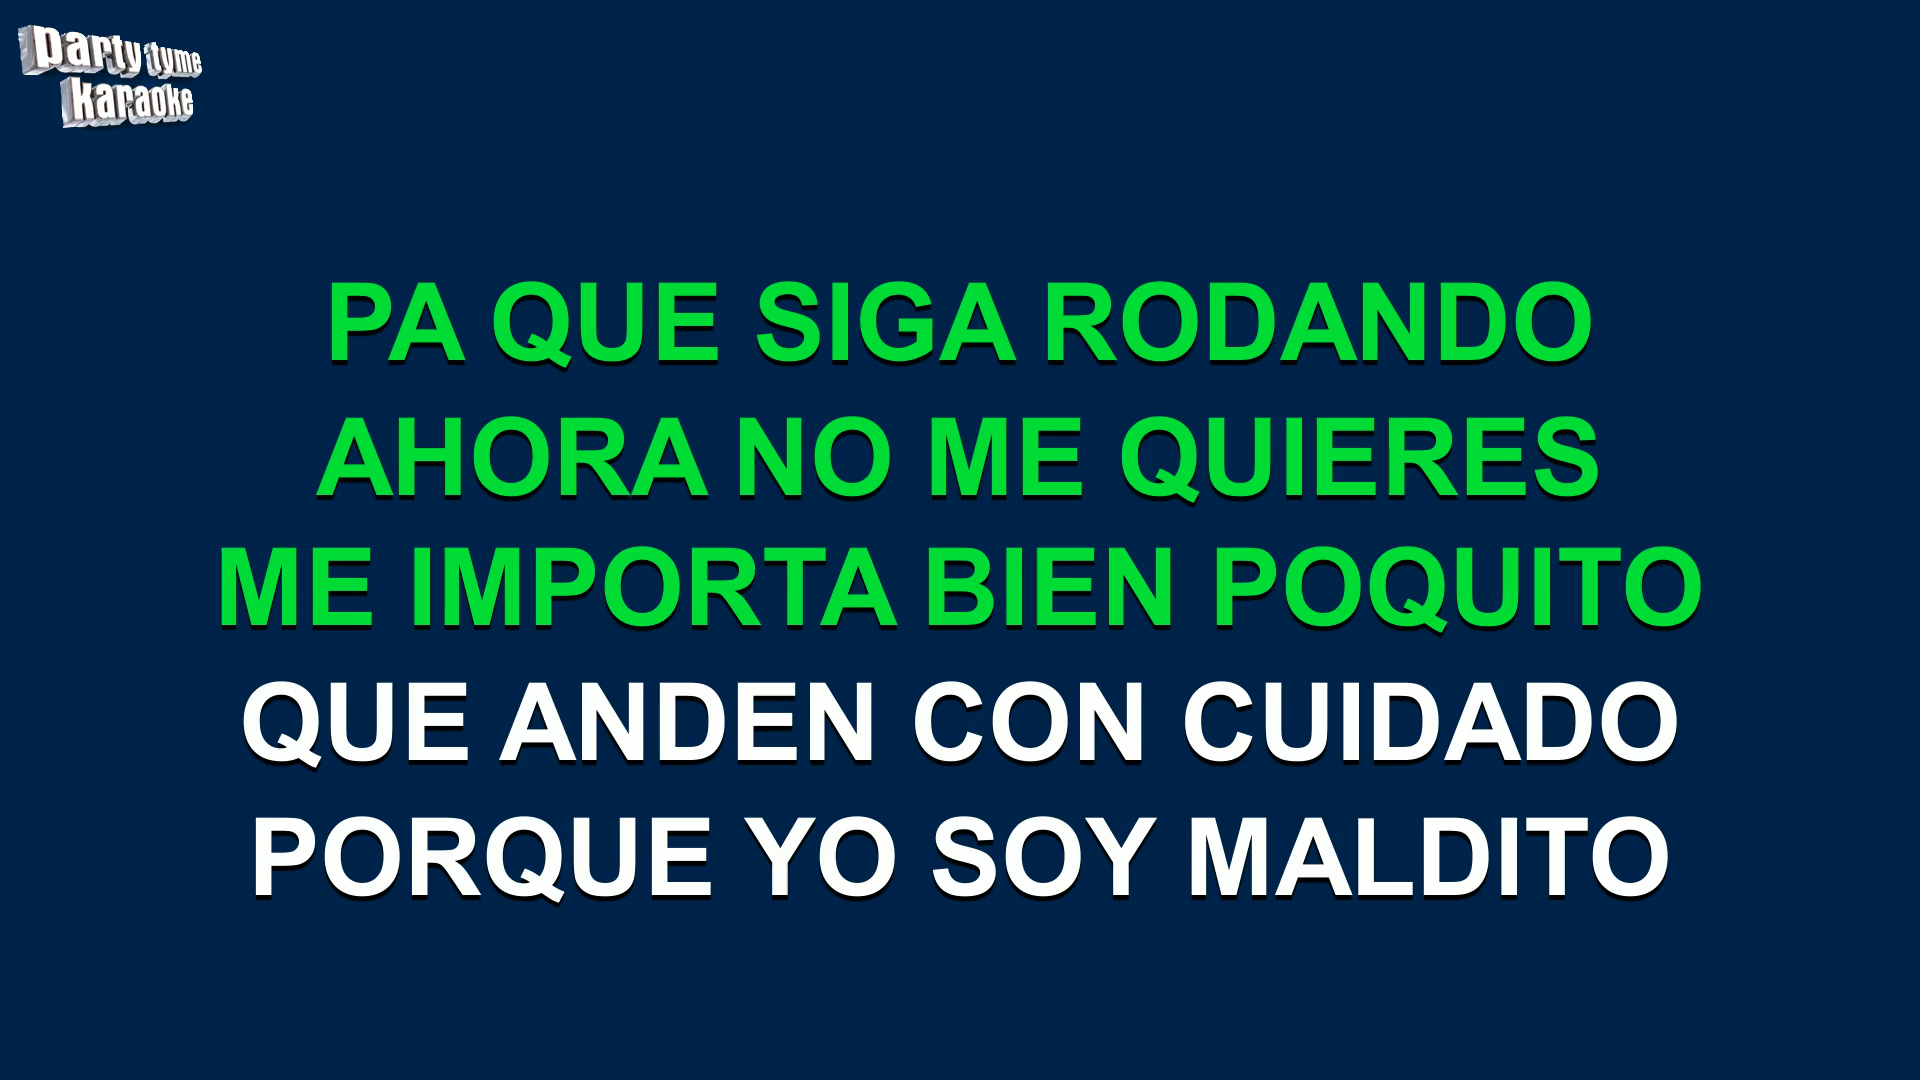 party tyme
karaoke
PA QUE SIGA RODANDO
AHORA NO ME QUIERES
ME IMPORTA BIEN POQUITO
QUE ANDEN CON CUIDADO
PORQUE YO SOY MALDITO